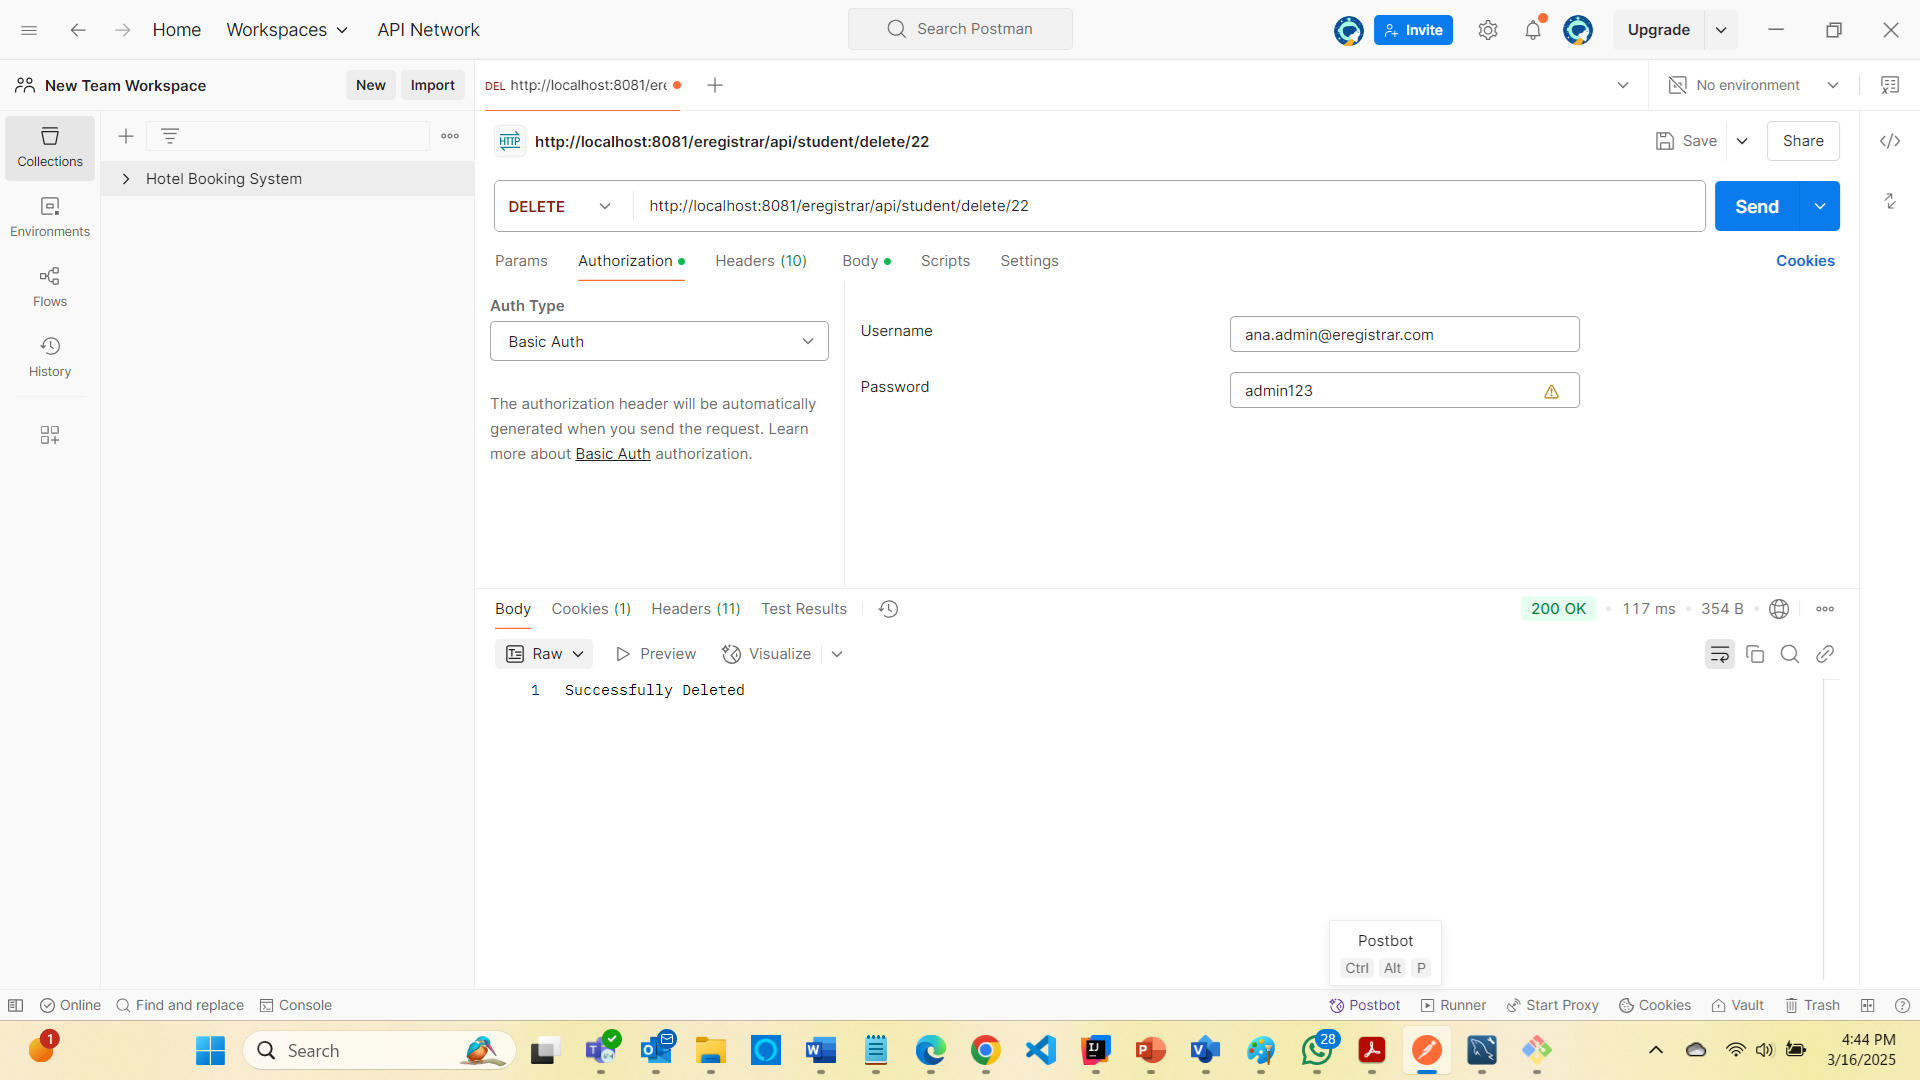 Home
Workspaces
API Network
Search Postman
Invite
Upgrade
New Team Workspace
New
Import
DEL http://localhost:8081/ere
No environment
Collections
Hotel Booking System
HTTP
http://localhost:8081/eregistrar/api/student/delete/22
Save
Share
DELETE
http://localhost:8081/eregistrar/api/student/delete/22
Send
Environments
Params
Authorization
Headers (10)
Body
Scripts
Settings
Cookies
Flows
Auth Type
Basic Auth
Username
ana.admin@eregistrar.com
History
Password
admin123
The authorization header will be automatically
generated when you send the request. Learn
more about Basic Auth authorization.
Body
Cookies (1)
Headers (11)
Test Results
200 OK
117 ms
354 B
Raw
Preview
Visualize
1 Successfully Deleted
Postbot
Ctrl Alt P
Online
Find and replace
Console
Postbot
Runner
Start Proxy
Cookies
Vault
Trash
1
Search
28
4:44 PM
3/16/2025